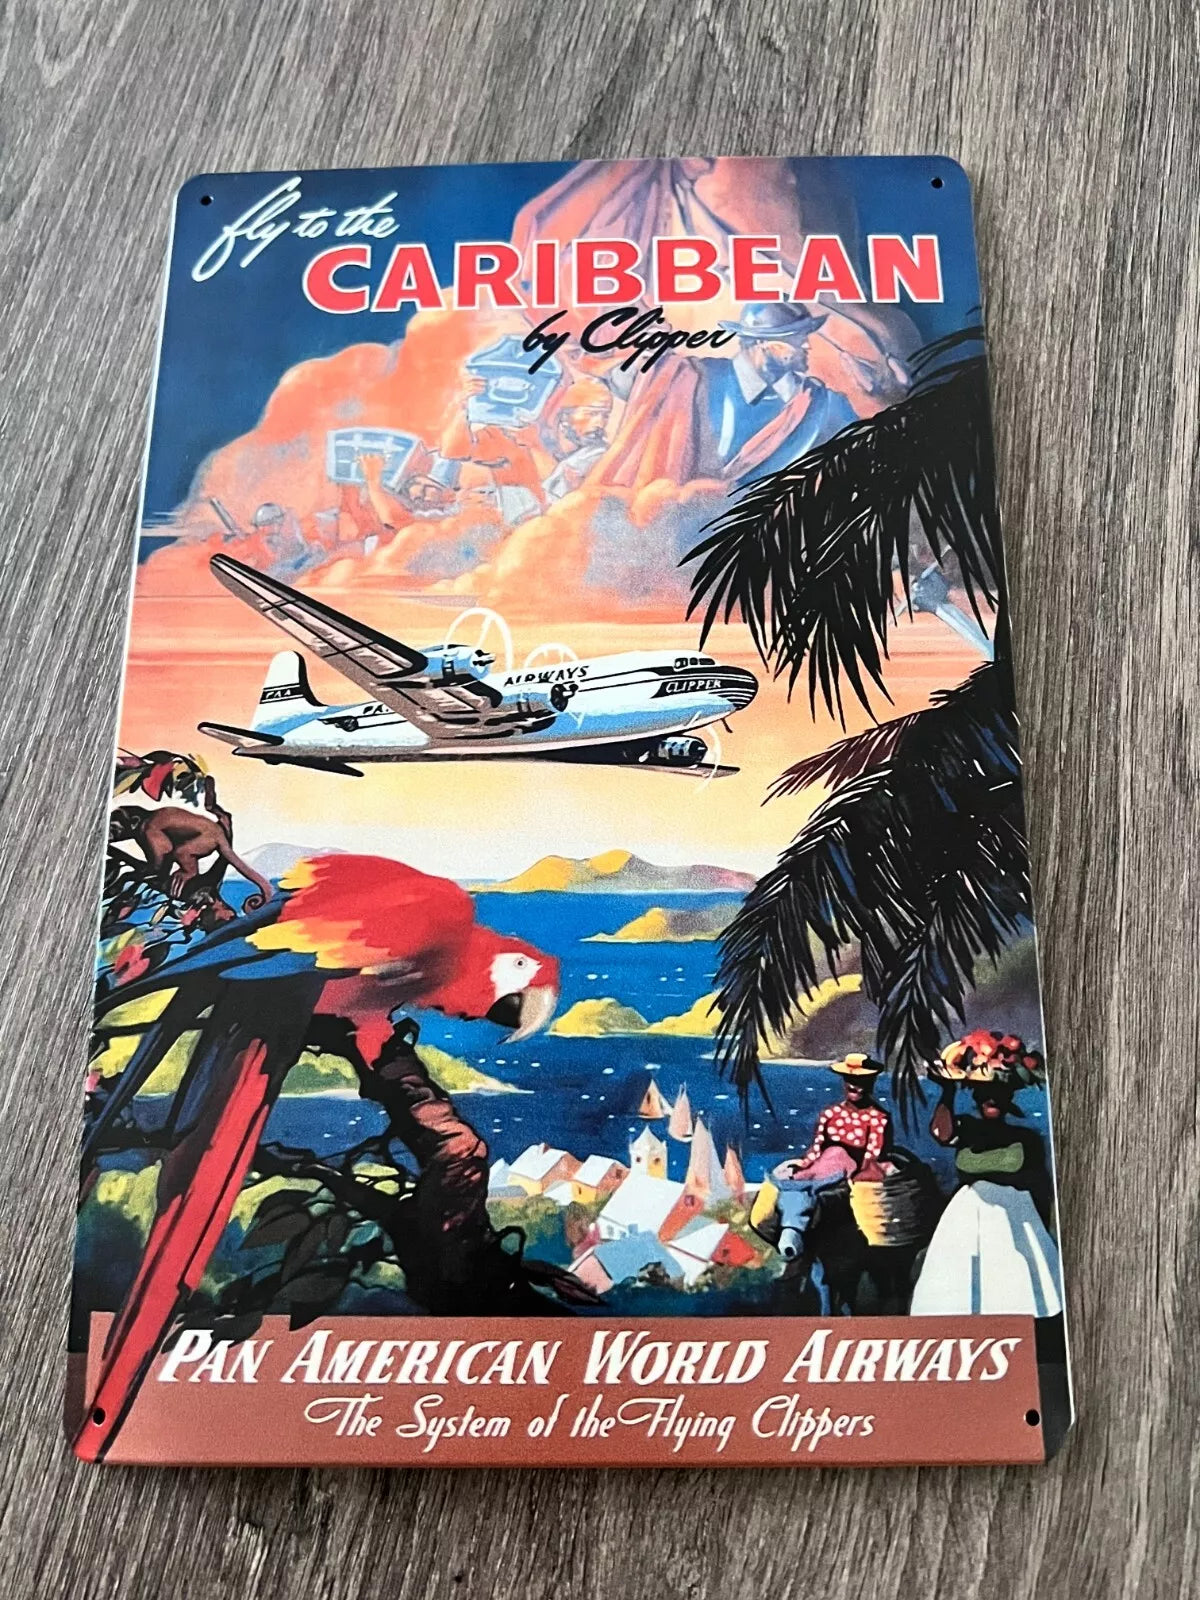 fly to the
CARIBBEAN
by Clipper
AIRWAYS
CLIPPER
PAA
PAN AMERICAN WORLD AIRWAYS
The System of the Flying Clippers